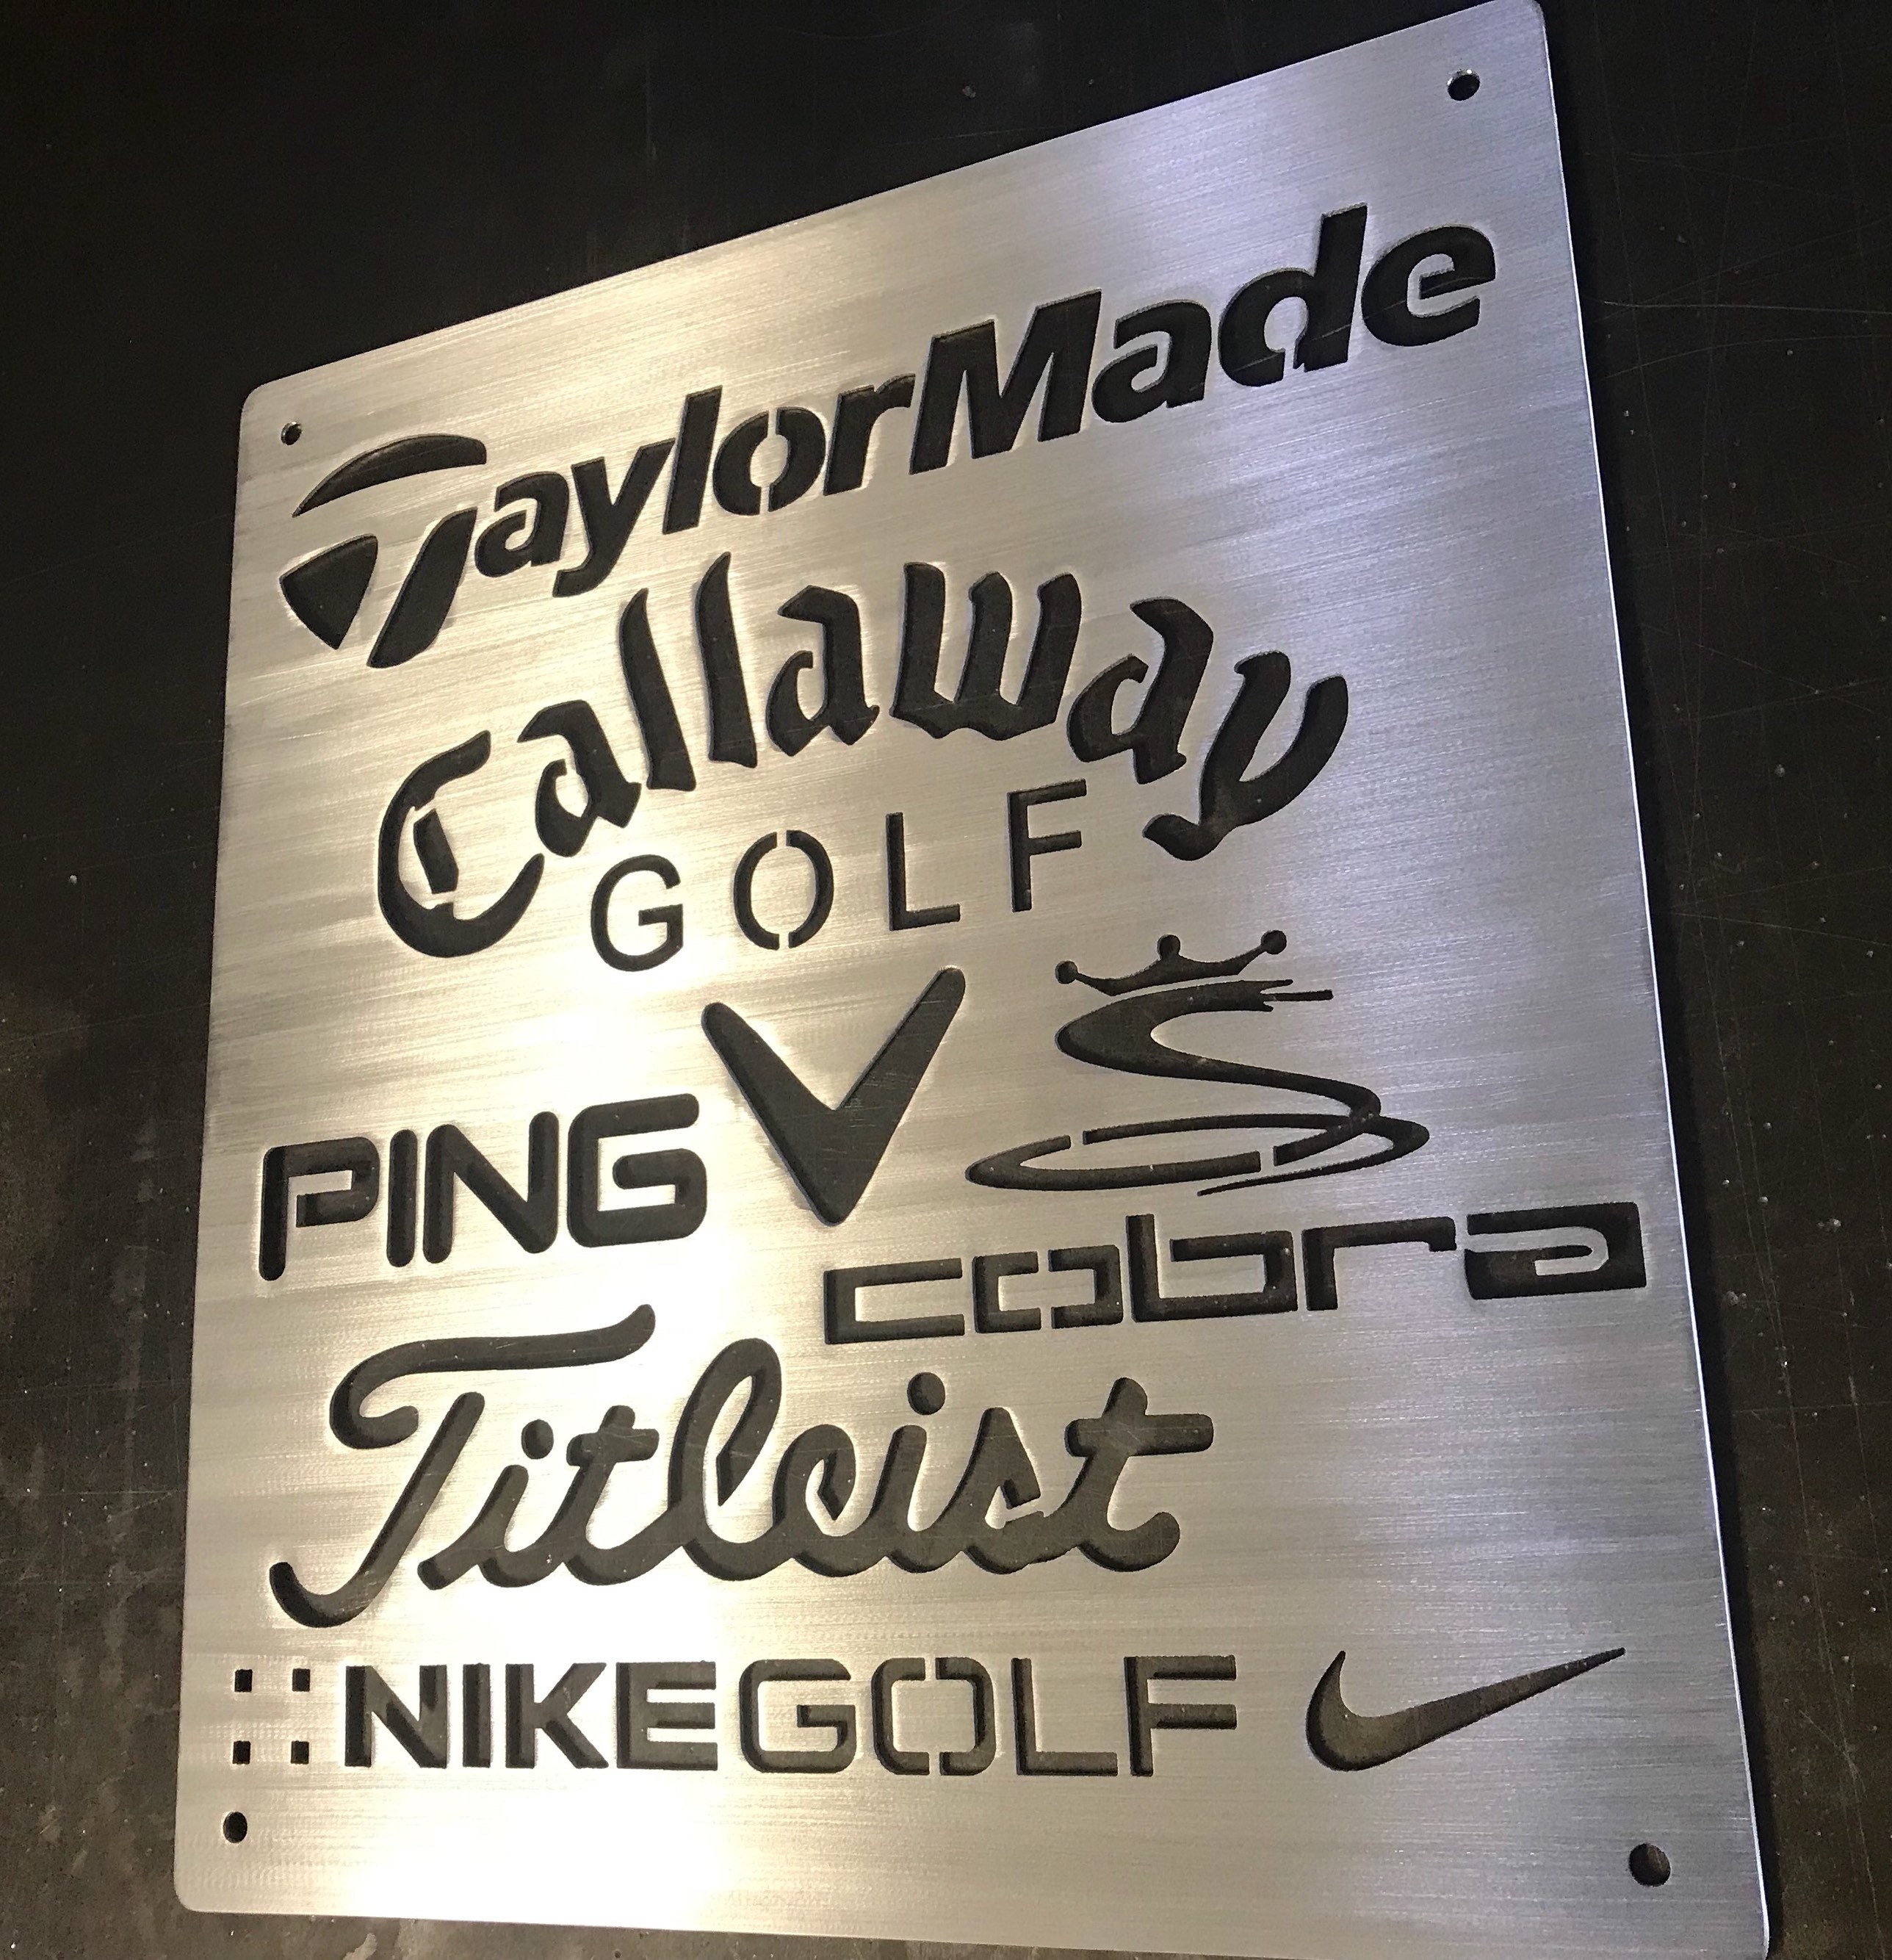 TaylorMade
Callaway
GOLF
PING
cobra
Titleist
NIKEGOLF